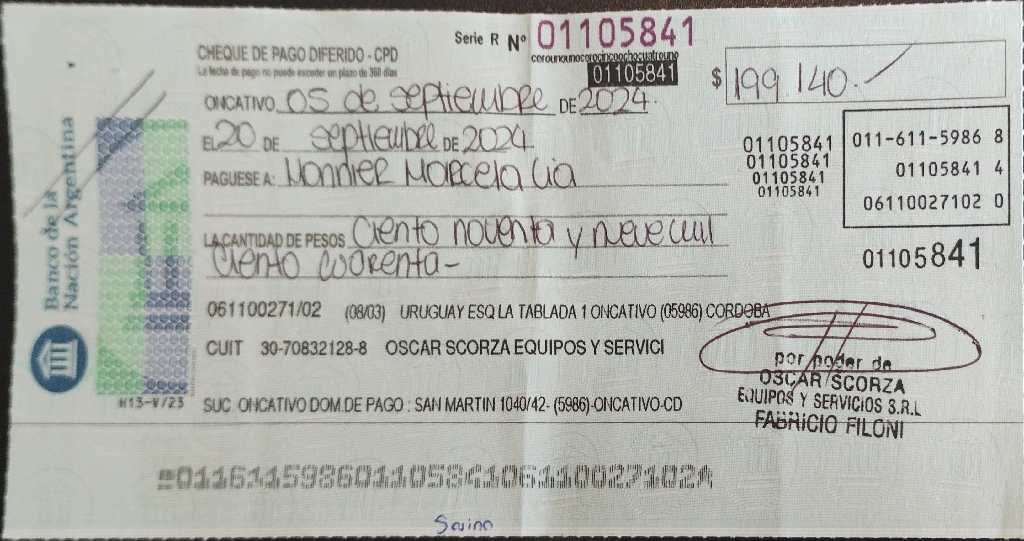 Serie R Nº 01105841
cerounounocerocincoochocuatrouno
01105841
CHEQUE DE PAGO DIFERIDO - CPD
La fecha de pago no puede exceder un plazo de 360 días
$ 199 140.-
ONCATIVO, 05 de septiembre DE 2024.
EL 20 DE septiembre DE 2024
PAGUESE A: Monnier Marcela Lia
01105841
01105841
01105841
01105841
011-611-5986 8
01105841 4
06110027102 0
01105841
LA CANTIDAD DE PESOS Ciento noventa y nueve mil
Ciento cuarenta-
061100271/02 (08/03) URUGUAY ESQ LA TABLADA 1 ONCATIVO (05986) CORDOBA
CUIT 30-70832128-8 OSCAR SCORZA EQUIPOS Y SERVICI
SUC. ONCATIVO DOM.DE PAGO : SAN MARTIN 1040/42- (5986)-ONCATIVO-CD
por poder de
OSCAR SCORZA
EQUIPOS Y SERVICIOS S.R.L
FABRICIO FILONI
Banco de la
Nación Argentina
M13-V/23
01161159860110584106110027102
Savino